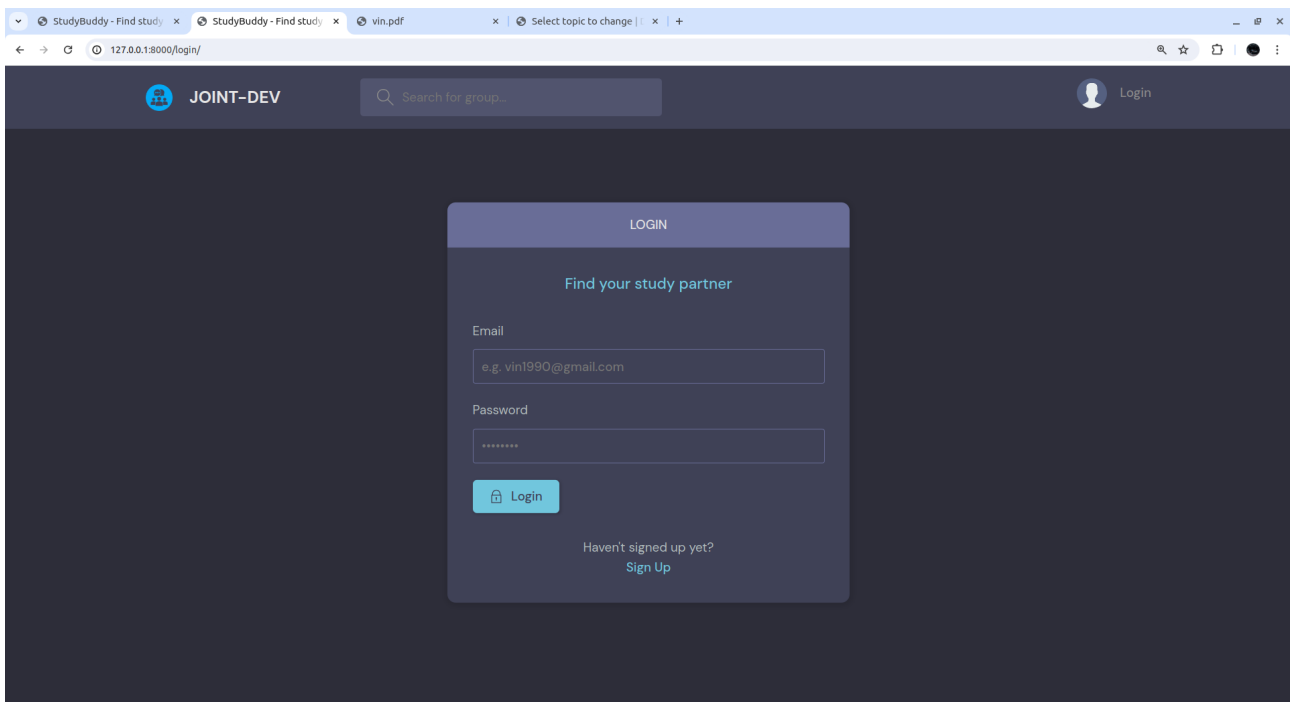 StudyBuddy - Find study
StudyBuddy - Find study
vin.pdf
Select topic to change |
127.0.0.1:8000/login/
JOINT-DEV
Search for group...
Login
LOGIN
Find your study partner
Email
e.g. vin1990@gmail.com
Password
••••••••
Login
Haven't signed up yet?
Sign Up